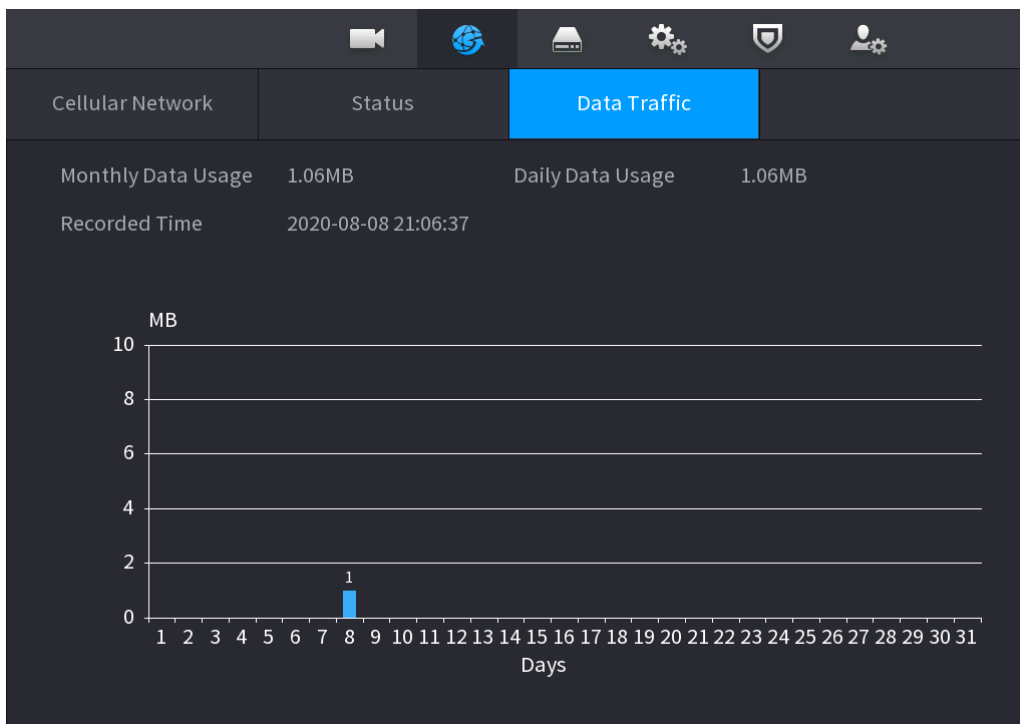 Cellular Network Status Data Traffic
Monthly Data Usage 1.06MB Daily Data Usage 1.06MB
Recorded Time 2020-08-08 21:06:37
MB
10
8
6
4
2
1
0
1 2 3 4 5 6 7 8 9 10 11 12 13 14 15 16 17 18 19 20 21 22 23 24 25 26 27 28 29 30 31
Days